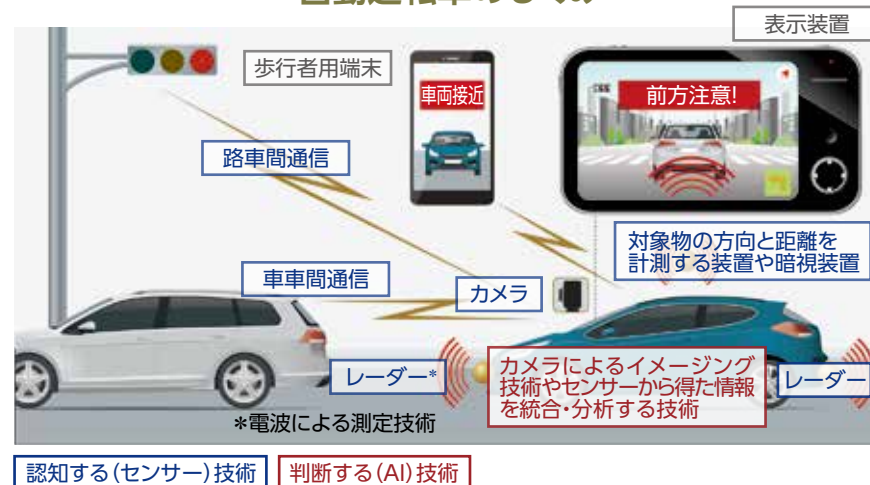 表示装置
歩行者用端末
車両接近
前方注意!
路車間通信
対象物の方向と距離を
計測する装置や暗視装置
車車間通信
カメラ
レーダー*
カメラによるイメージング
技術やセンサーから得た情報
を統合・分析する技術
レーダー
*電波による測定技術
認知する(センサー)技術
判断する(AI)技術